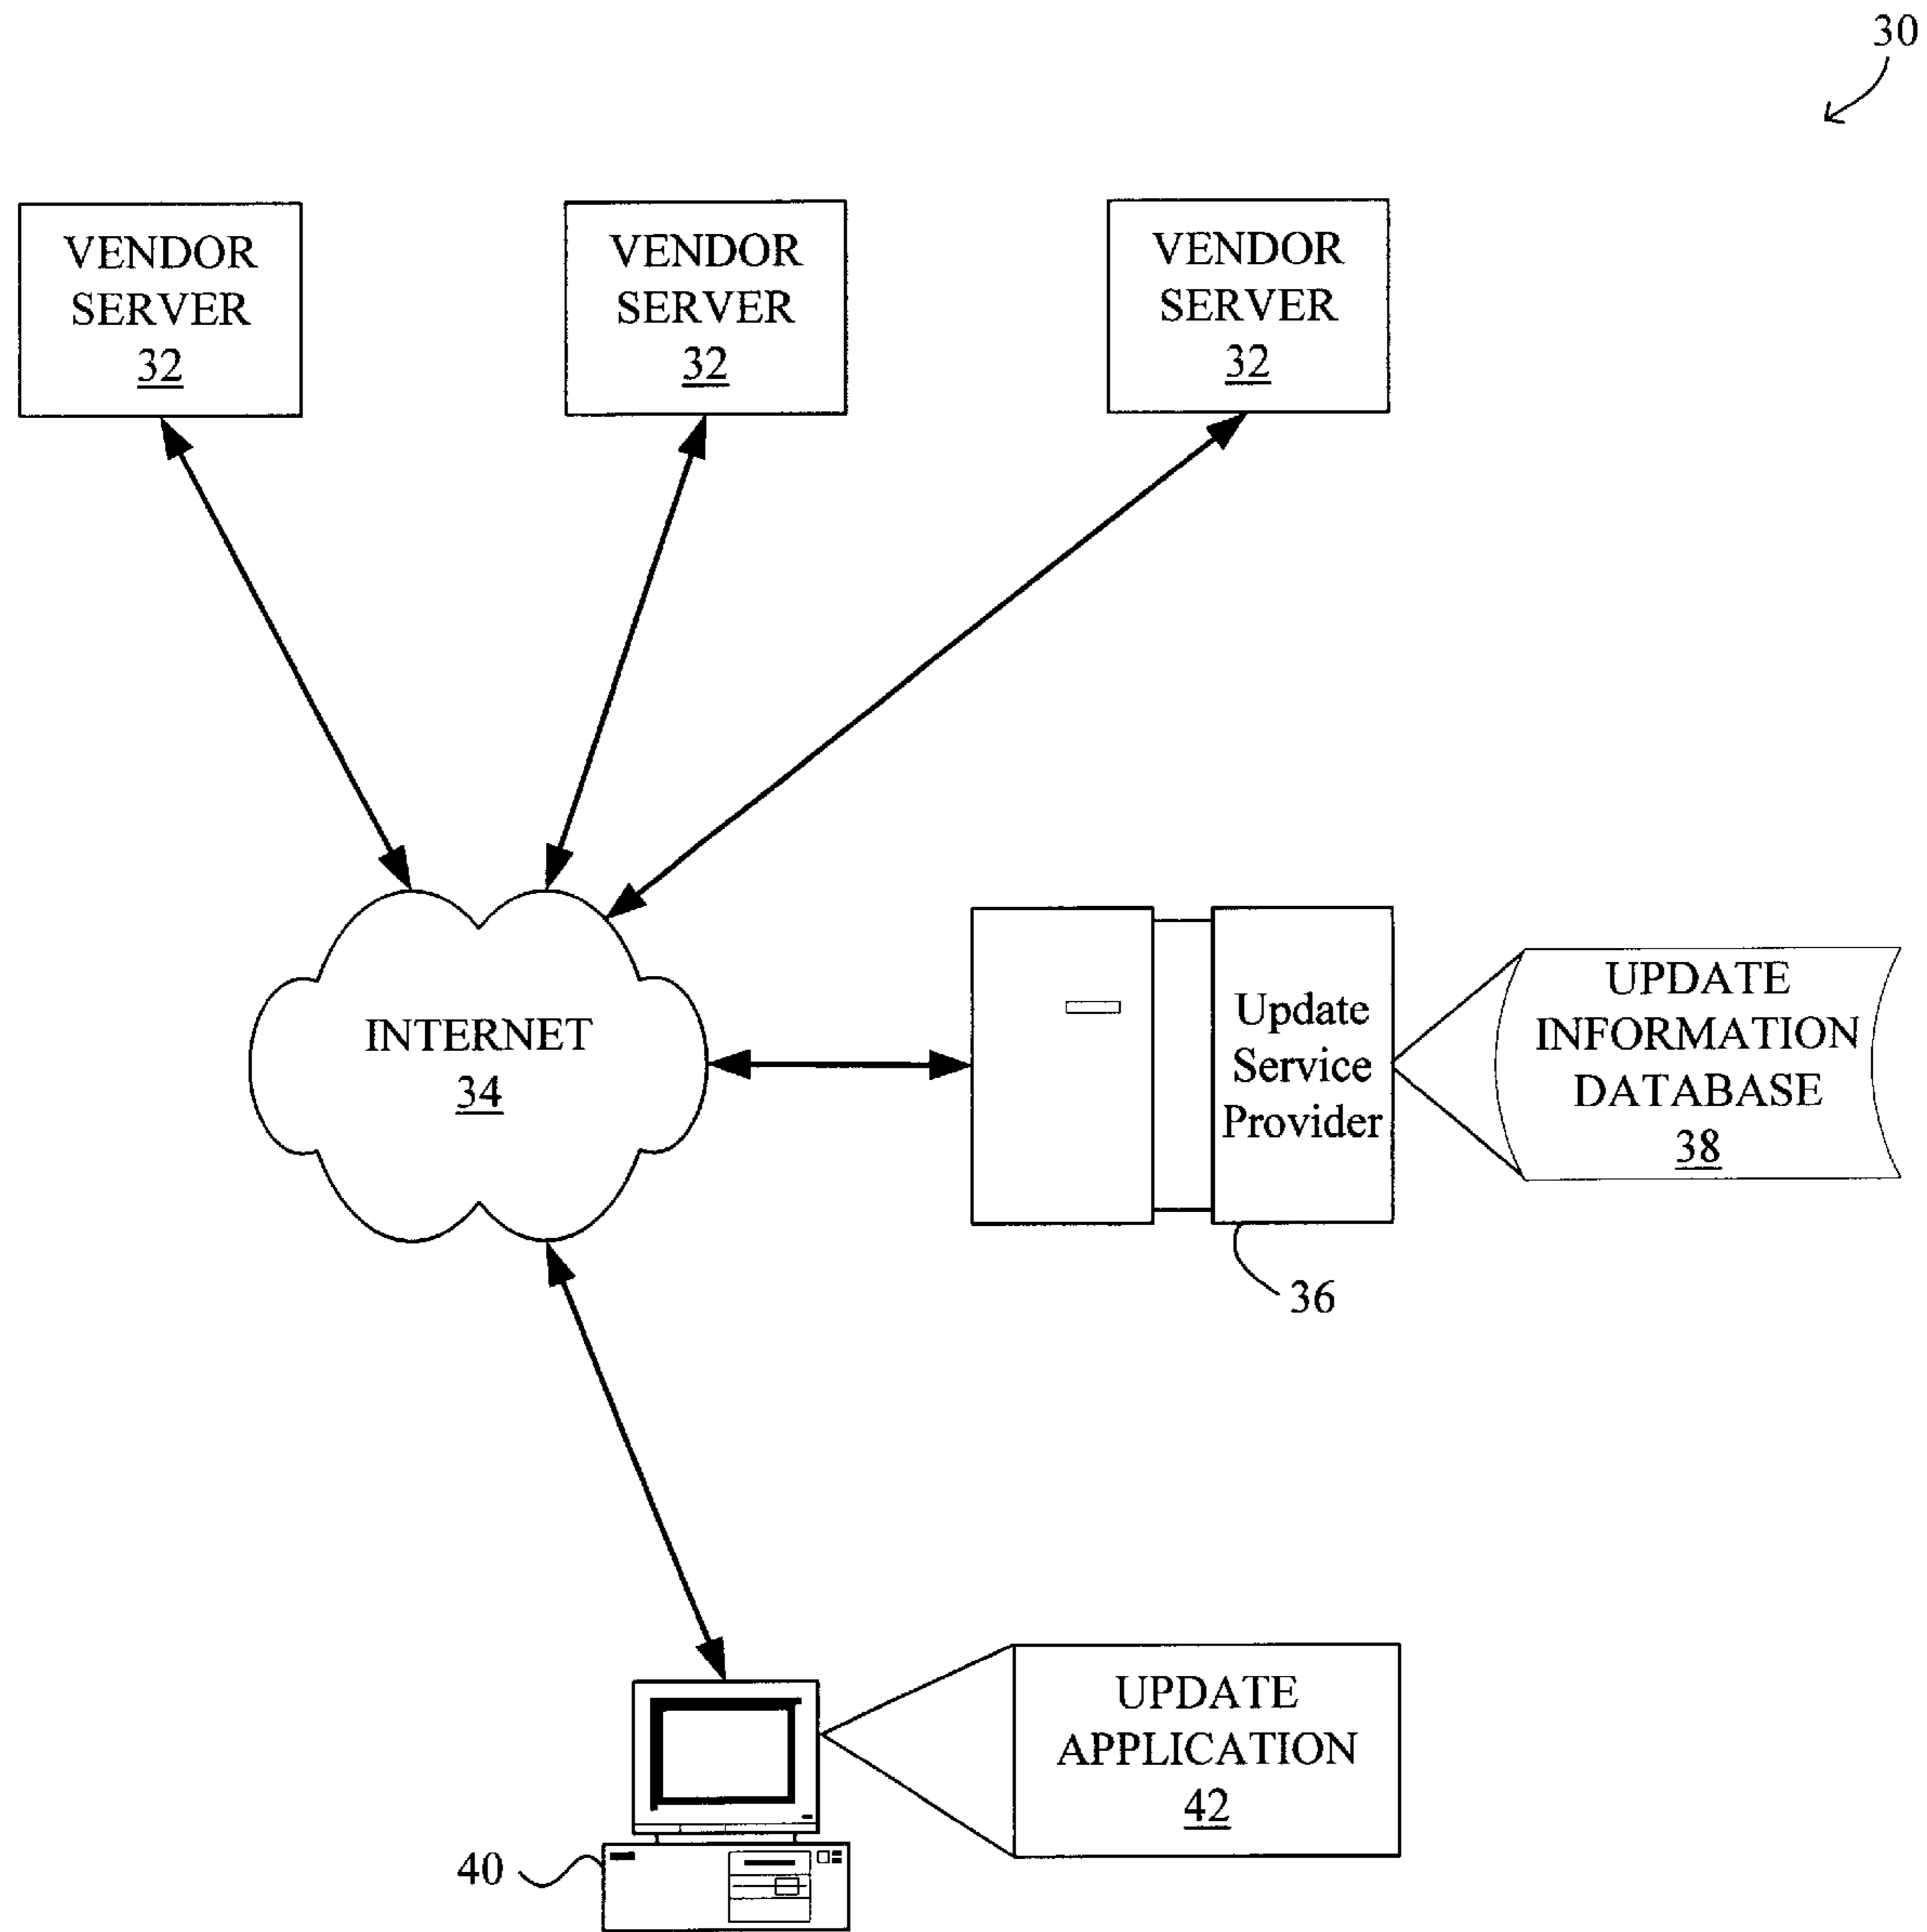 30
VENDOR
SERVER
32
VENDOR
SERVER
32
VENDOR
SERVER
32
INTERNET
34
Update
Service
Provider
36
UPDATE
INFORMATION
DATABASE
38
UPDATE
APPLICATION
42
40